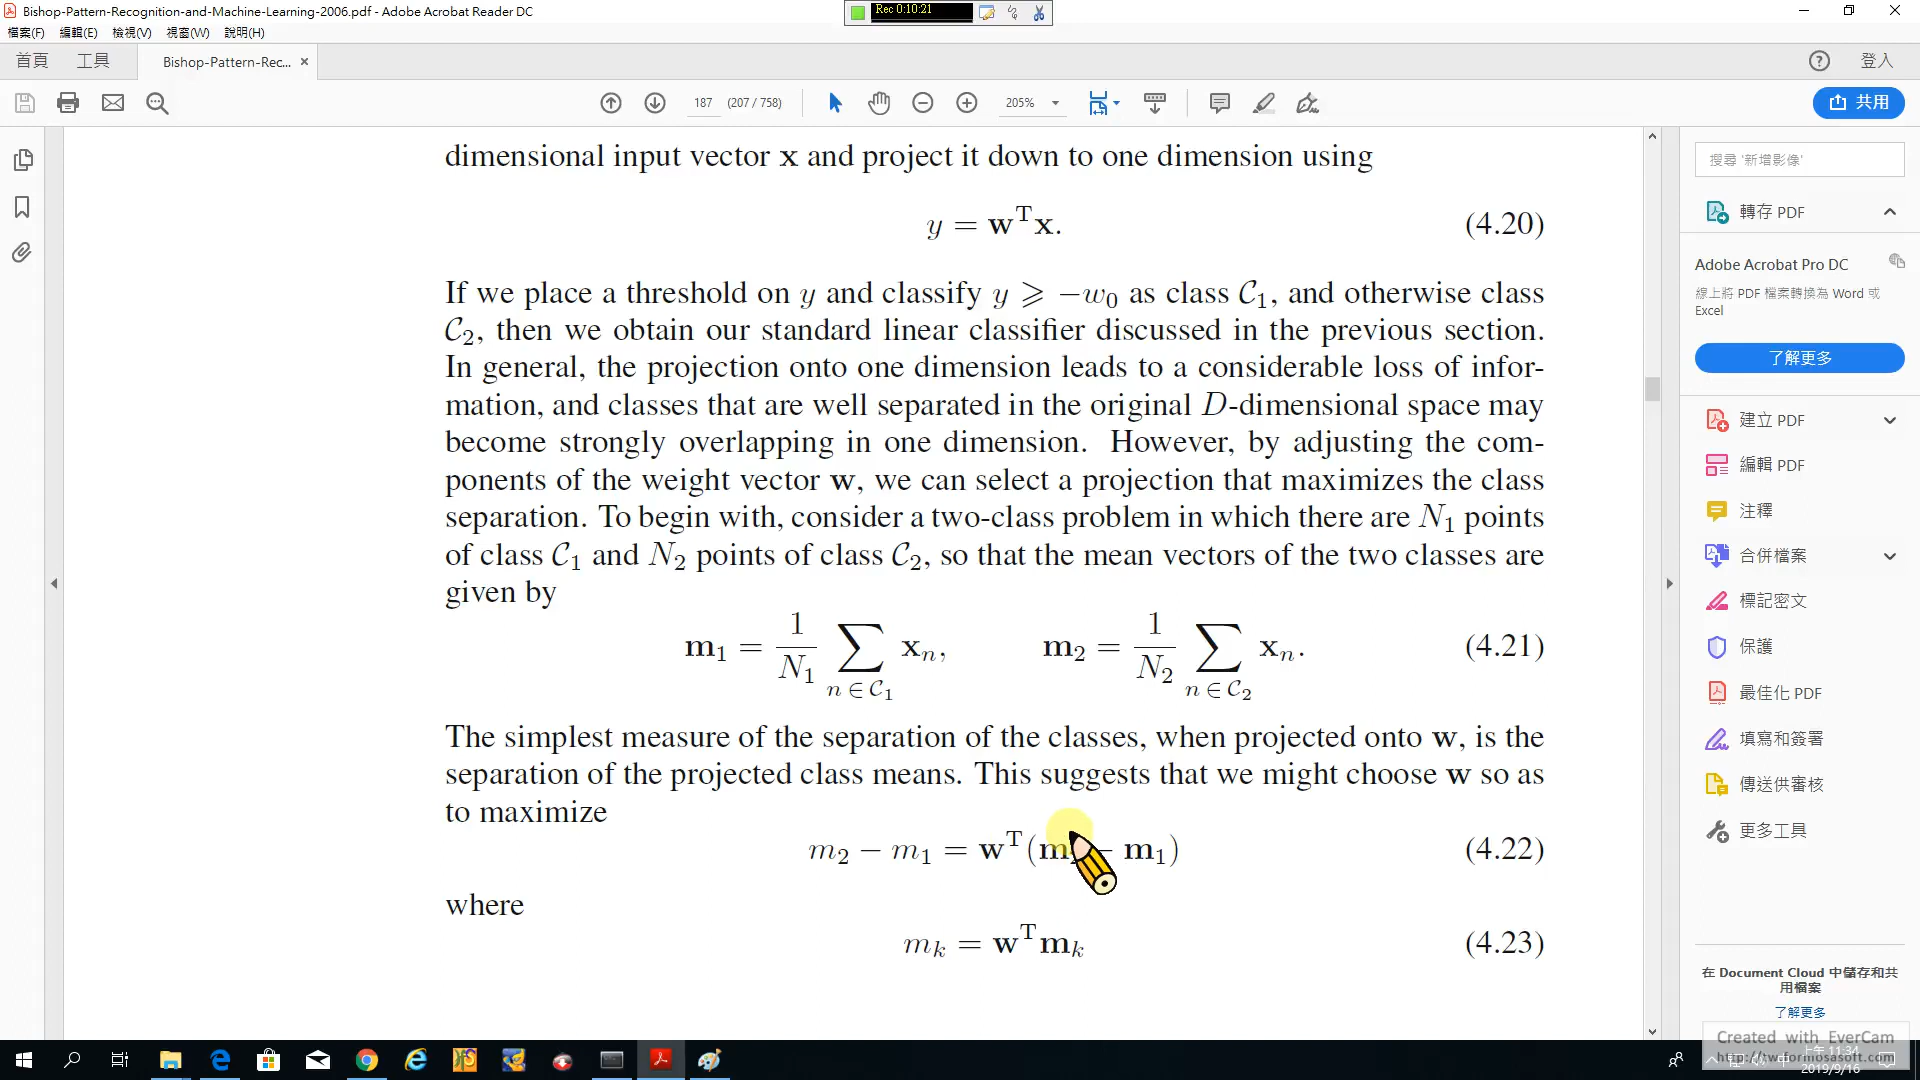 Bishop-Pattern-Recognition-and-Machine-Learning-2006.pdf - Adobe Acrobat Reader DC
Rec 0:10:21
檔案(F) 編輯(E) 檢視(V) 視窗(W) 說明(H)
首頁 工具 Bishop-Pattern-Rec... × ? 登入
187 (207 / 758) 205% 共用
dimensional input vector x and project it down to one dimension using
y = wᵀx. (4.20)
If we place a threshold on y and classify y ⩾ −w₀ as class C₁, and otherwise class
C₂, then we obtain our standard linear classifier discussed in the previous section.
In general, the projection onto one dimension leads to a considerable loss of infor-
mation, and classes that are well separated in the original D-dimensional space may
become strongly overlapping in one dimension. However, by adjusting the com-
ponents of the weight vector w, we can select a projection that maximizes the class
separation. To begin with, consider a two-class problem in which there are N₁ points
of class C₁ and N₂ points of class C₂, so that the mean vectors of the two classes are
given by
m₁ = 1/N₁ ∑ n∈C₁ xₙ, m₂ = 1/N₂ ∑ n∈C₂ xₙ. (4.21)
The simplest measure of the separation of the classes, when projected onto w, is the
separation of the projected class means. This suggests that we might choose w so as
to maximize
m₂ − m₁ = wᵀ(m₂ − m₁) (4.22)
where
mₖ = wᵀmₖ (4.23)
搜尋 '新增影像'
轉存 PDF
Adobe Acrobat Pro DC
線上將 PDF 檔案轉換為 Word 或
Excel
了解更多
建立 PDF
編輯 PDF
注釋
合併檔案
標記密文
保護
最佳化 PDF
填寫和簽署
傳送供審核
更多工具
在 Document Cloud 中儲存和共
用檔案
了解更多
Created with EverCam
http://tw.formosasoft.com
上午 11:34
2019/9/16